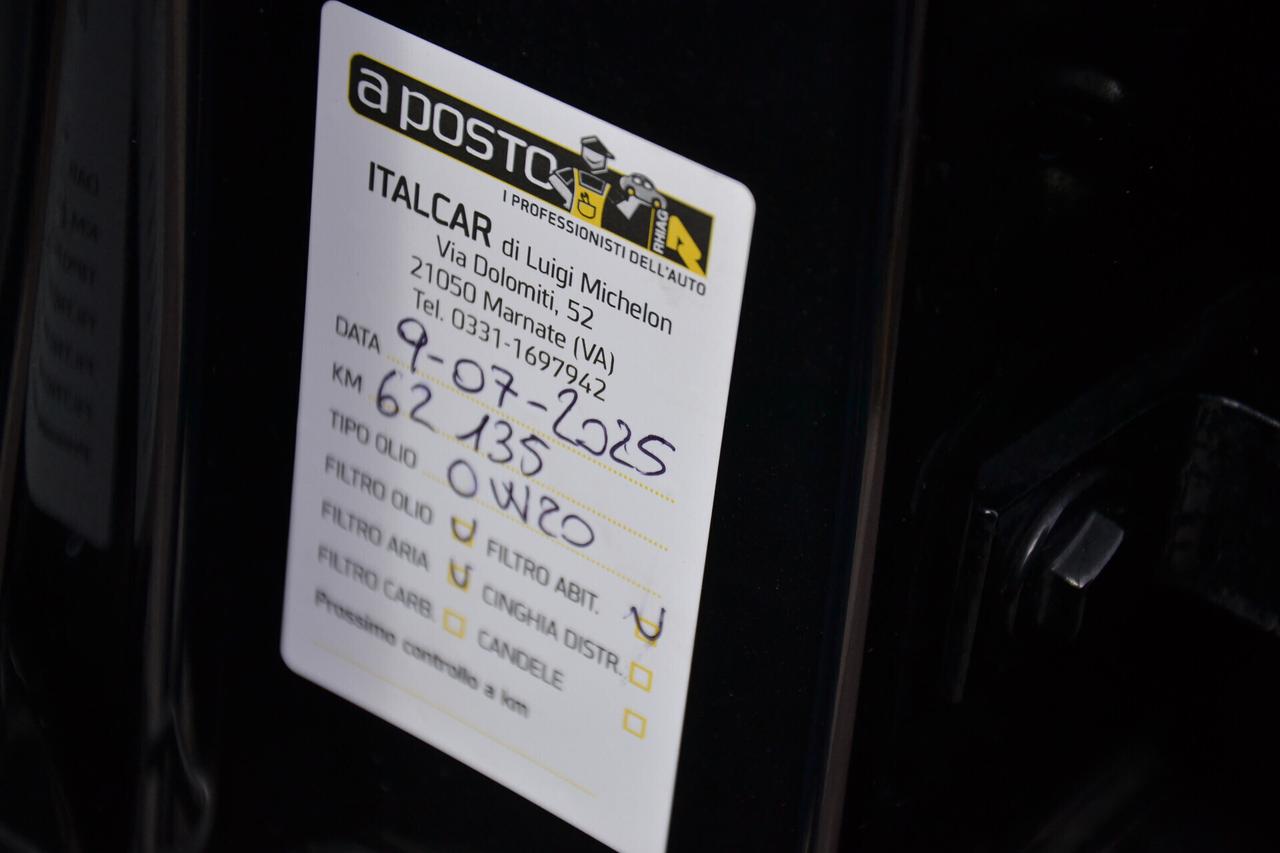 a posto
RHIAG
I PROFESSIONISTI DELL'AUTO
ITALCAR di Luigi Michelon
Via Dolomiti, 52
21050 Marnate (VA)
Tel. 0331-1697942
DATA 9-07-2025
KM 62 135
TIPO OLIO 0W20
FILTRO OLIO FILTRO ABIT.
FILTRO ARIA CINGHIA DISTR.
FILTRO CARB. CANDELE
Prossimo controllo a km